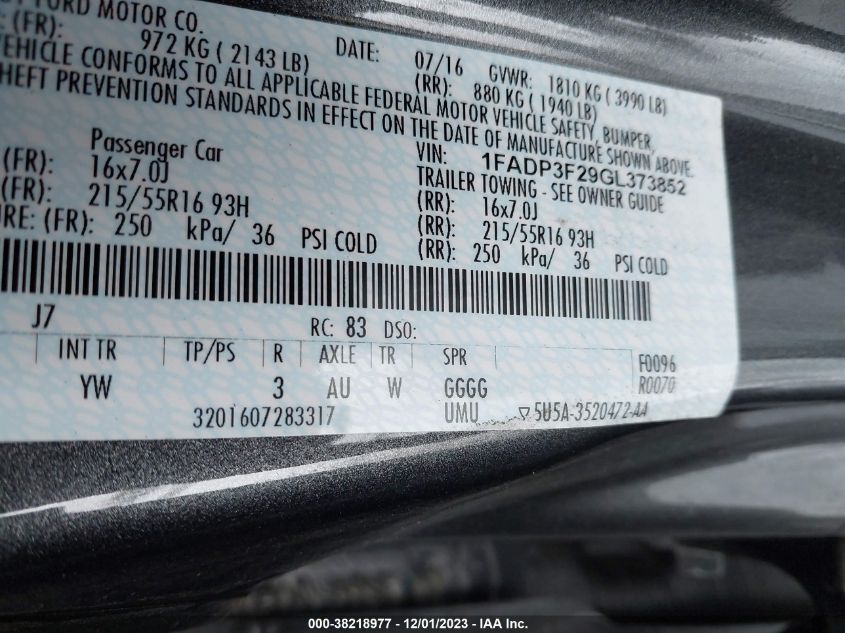 FORD MOTOR CO.
(FR): 972 KG ( 2143 LB) DATE: 07/16 GVWR: 1810 KG ( 3990 LB)
(RR): 880 KG ( 1940 LB)
VEHICLE CONFORMS TO ALL APPLICABLE FEDERAL MOTOR VEHICLE SAFETY, BUMPER,
THEFT PREVENTION STANDARDS IN EFFECT ON THE DATE OF MANUFACTURE SHOWN ABOVE.
Passenger Car VIN: 1FADP3F29GL373852
TRAILER TOWING - SEE OWNER GUIDE
(FR): 16x7.0J (RR): 16x7.0J
(FR): 215/55R16 93H (RR): 215/55R16 93H
(FR): 250 kPa/ 36 PSI COLD (RR): 250 kPa/ 36 PSI COLD
J7 RC: 83 DSO:
INT TR TP/PS R AXLE TR SPR F0096
YW 3 AU W GGGG R0070
3201607283317 UMU ▽5U5A-3520472-AA
000-38218977 - 12/01/2023 - IAA Inc.